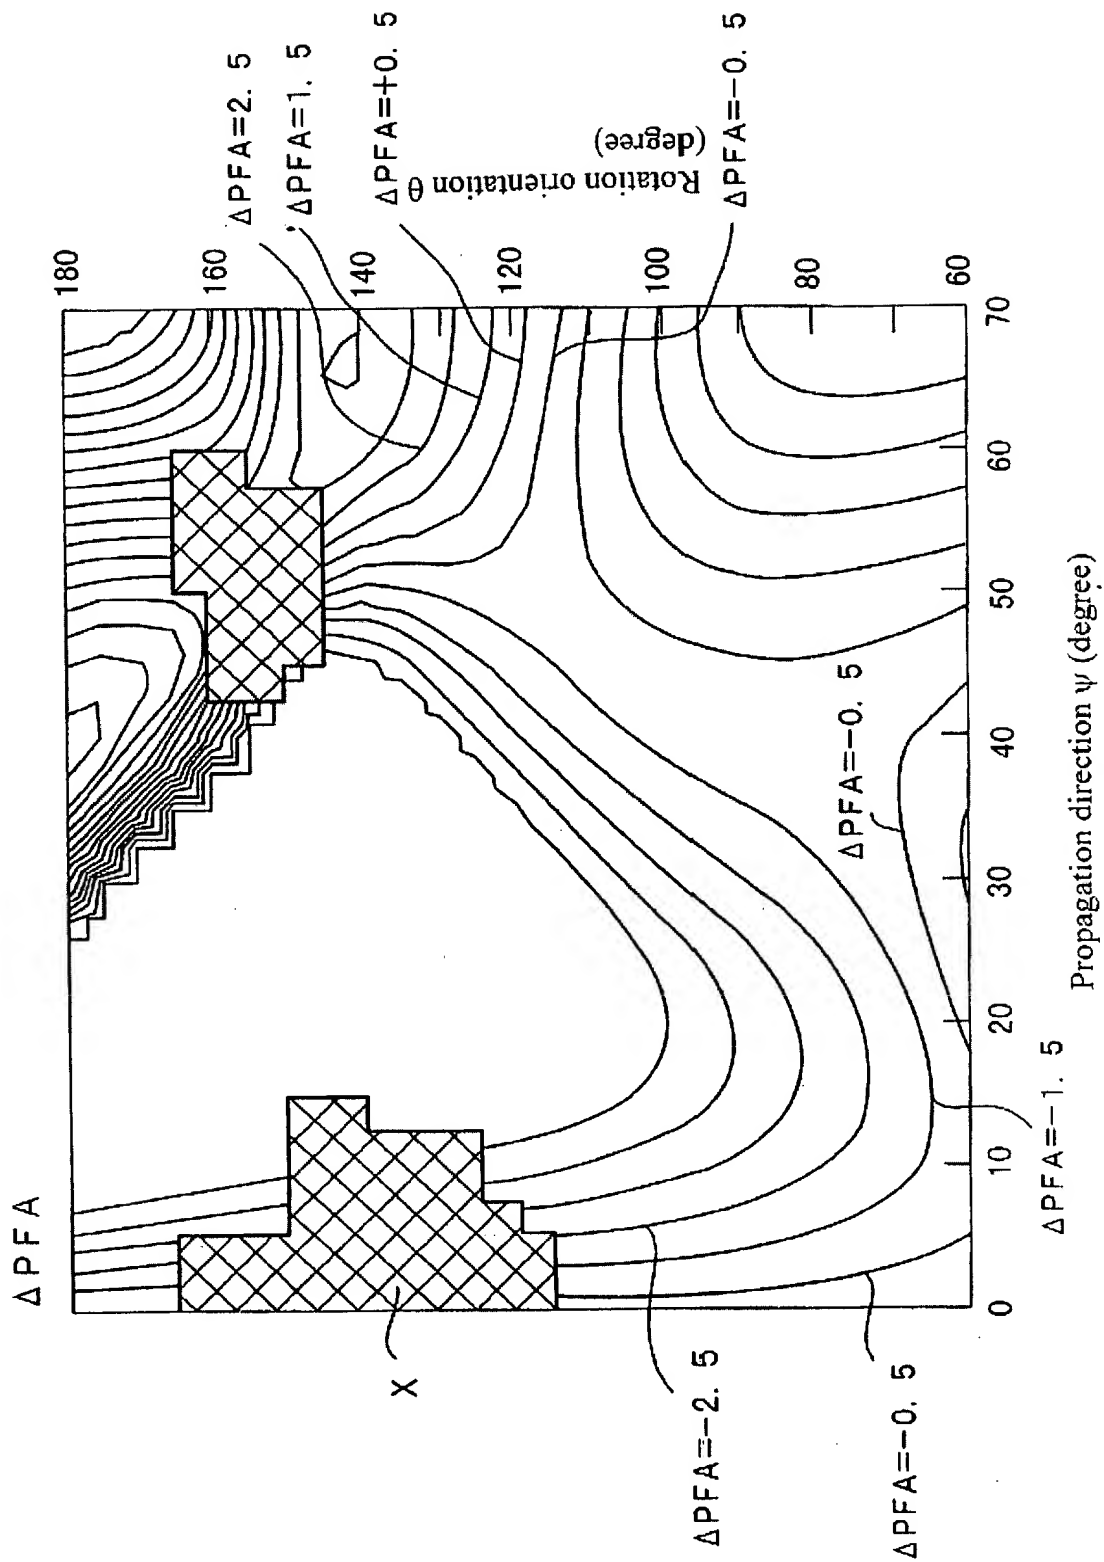 ΔPFA
ΔPFA=2. 5
ΔPFA=1. 5
ΔPFA=+0. 5
Rotation orientation θ
(degree)
ΔPFA=-0. 5
180
160
140
120
100
80
60
0
10
20
30
40
50
60
70
Propagation direction ψ (degree)
X
ΔPFA=-2. 5
ΔPFA=-0. 5
ΔPFA=-1. 5
ΔPFA=-0. 5